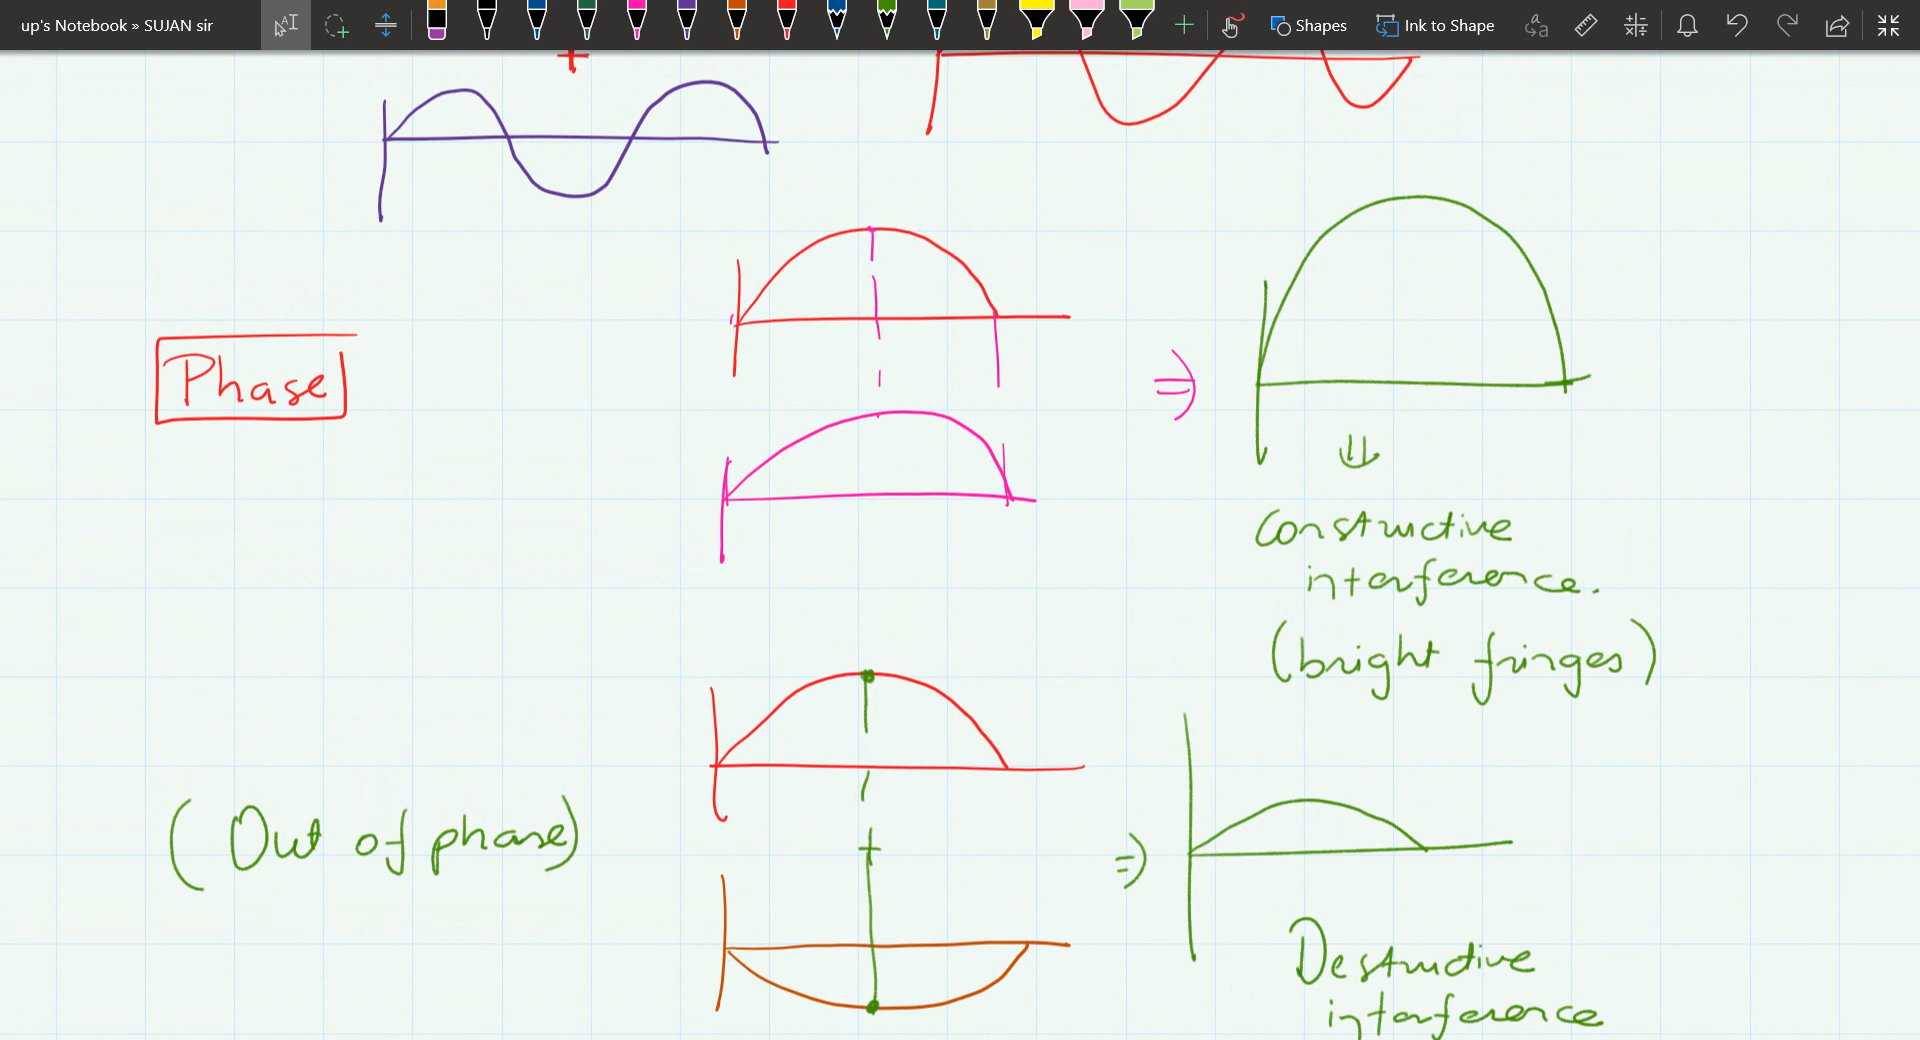 up's Notebook » SUJAN sir
Shapes
Ink to Shape
Phase
Constructive
interference.
(bright fringes)
(Out of phase)
Destructive
interference